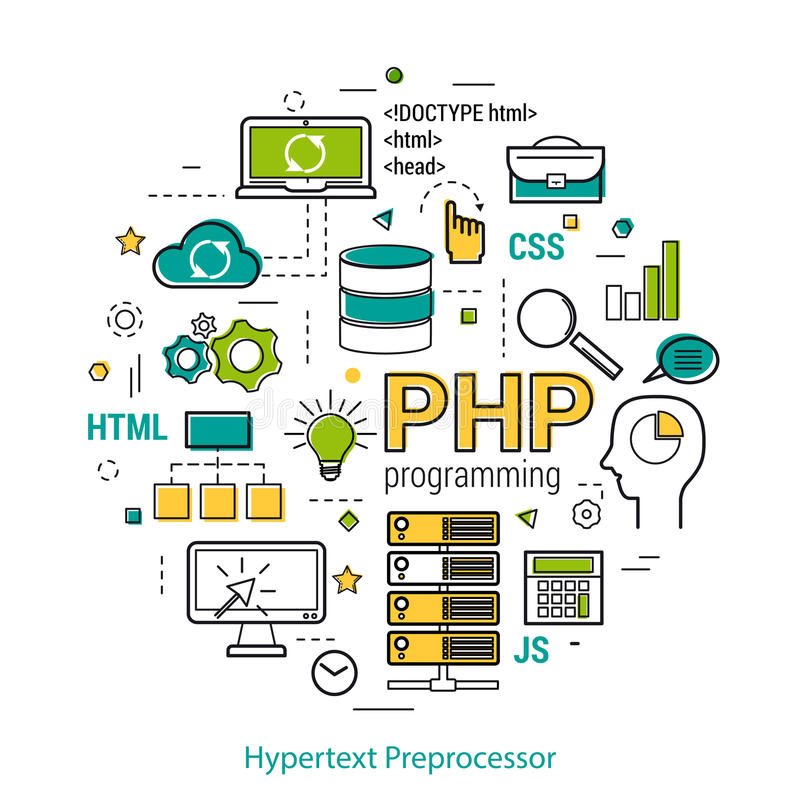 <!DOCTYPE html>
<html>
<head>
CSS
HTML
PHP
programming
JS
Hypertext Preprocessor